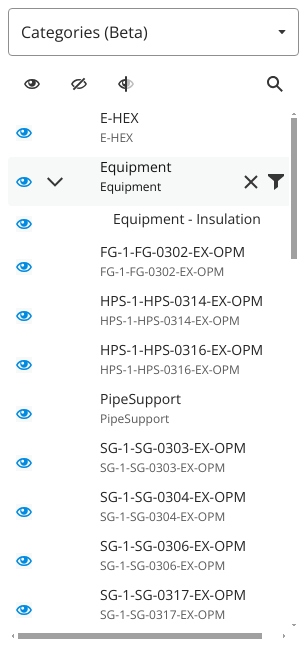 Categories (Beta)
E-HEX
E-HEX
Equipment
Equipment
Equipment - Insulation
FG-1-FG-0302-EX-OPM
FG-1-FG-0302-EX-OPM
HPS-1-HPS-0314-EX-OPM
HPS-1-HPS-0314-EX-OPM
HPS-1-HPS-0316-EX-OPM
HPS-1-HPS-0316-EX-OPM
PipeSupport
PipeSupport
SG-1-SG-0303-EX-OPM
SG-1-SG-0303-EX-OPM
SG-1-SG-0304-EX-OPM
SG-1-SG-0304-EX-OPM
SG-1-SG-0306-EX-OPM
SG-1-SG-0306-EX-OPM
SG-1-SG-0317-EX-OPM
SG-1-SG-0317-EX-OPM